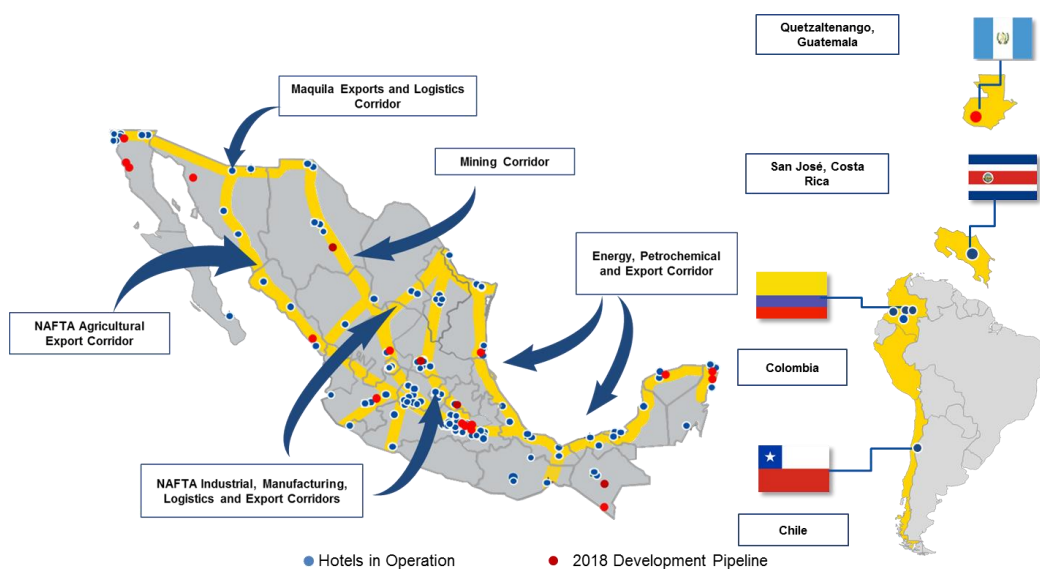 Quetzaltenango,
Guatemala
Maquila Exports and Logistics
Corridor
Mining Corridor
San José, Costa
Rica
Energy, Petrochemical
and Export Corridor
NAFTA Agricultural
Export Corridor
Colombia
NAFTA Industrial, Manufacturing,
Logistics and Export Corridors
Chile
Hotels in Operation
2018 Development Pipeline